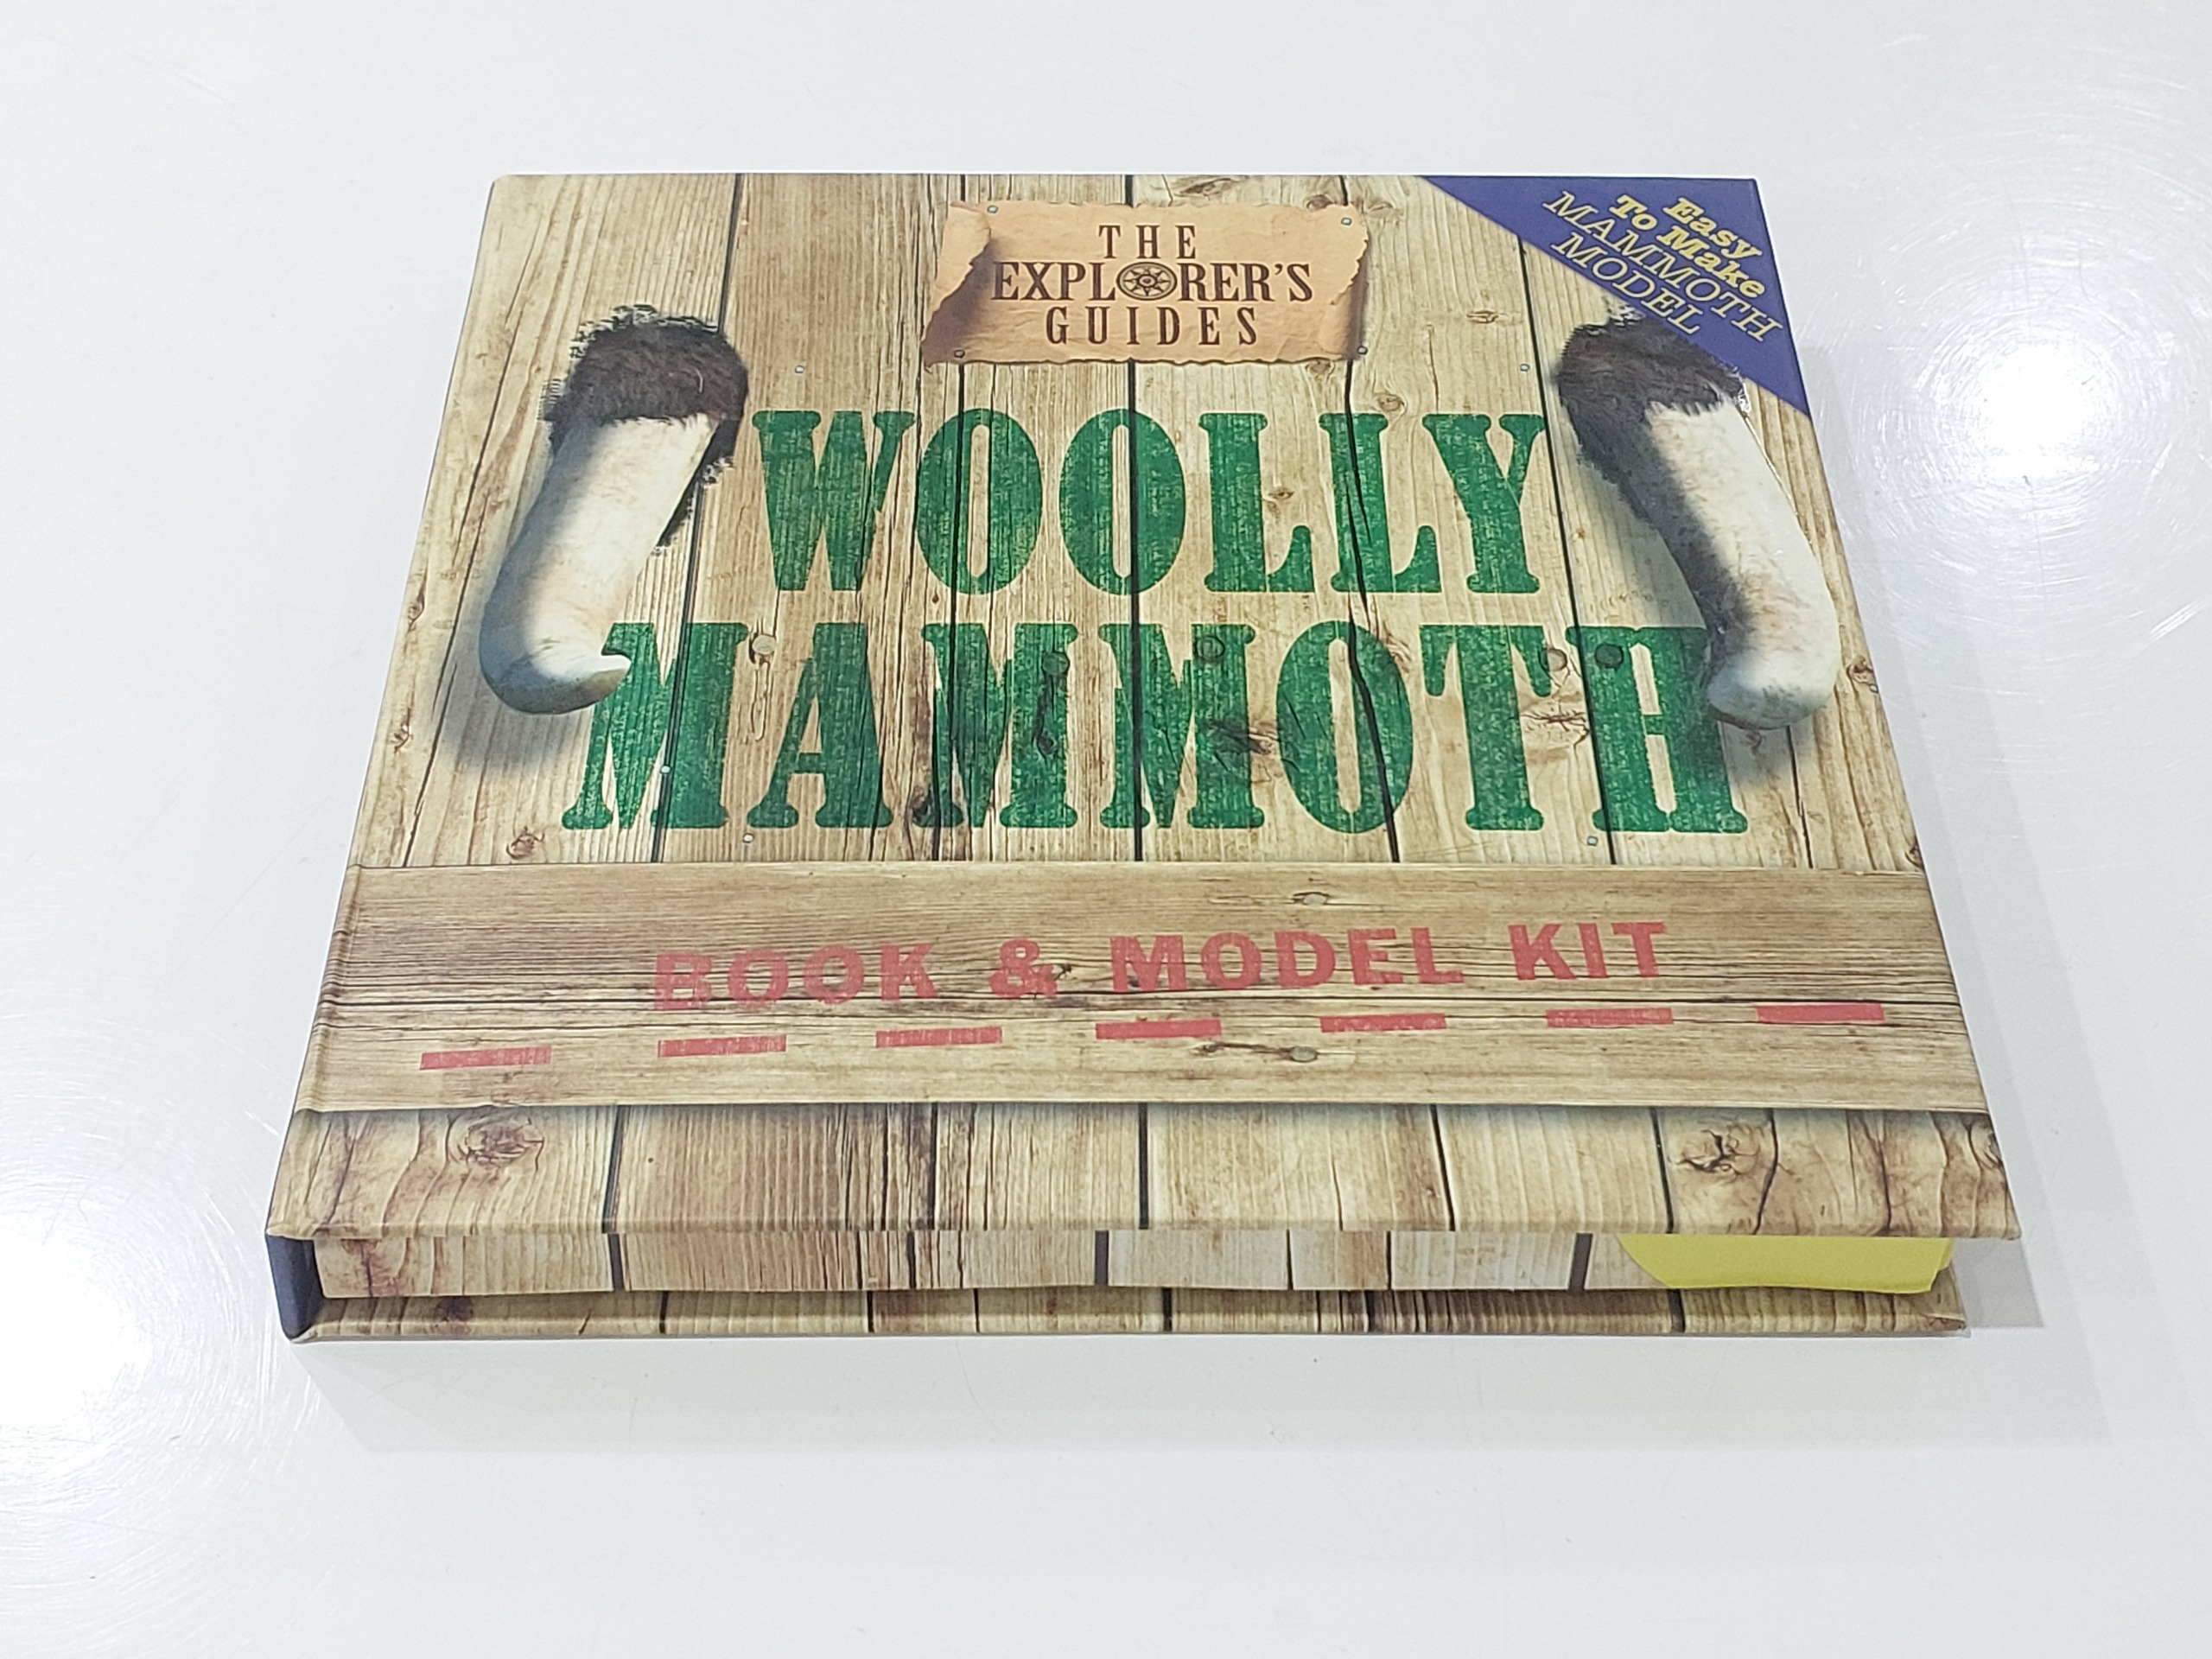 THE
EXPLORER'S
GUIDES
Easy
To Make
MAMMOTH
MODEL
WOOLLY
MAMMOTH
BOOK & MODEL KIT